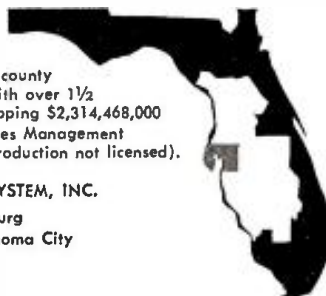 county
ith over 1½
pping $2,314,468,000
es Management
roduction not licensed).
YSTEM, INC.
urg
oma City